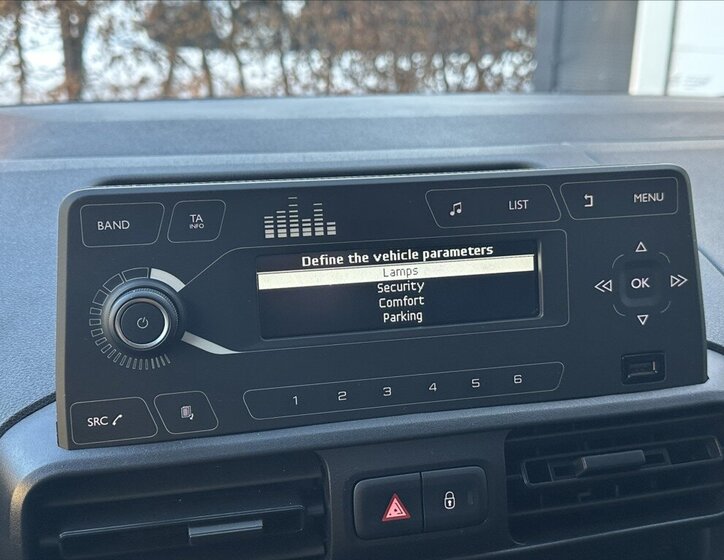 BAND
TA
INFO
LIST
MENU
Define the vehicle parameters
Lamps
Security
Comfort
Parking
OK
SRC
1 2 3 4 5 6